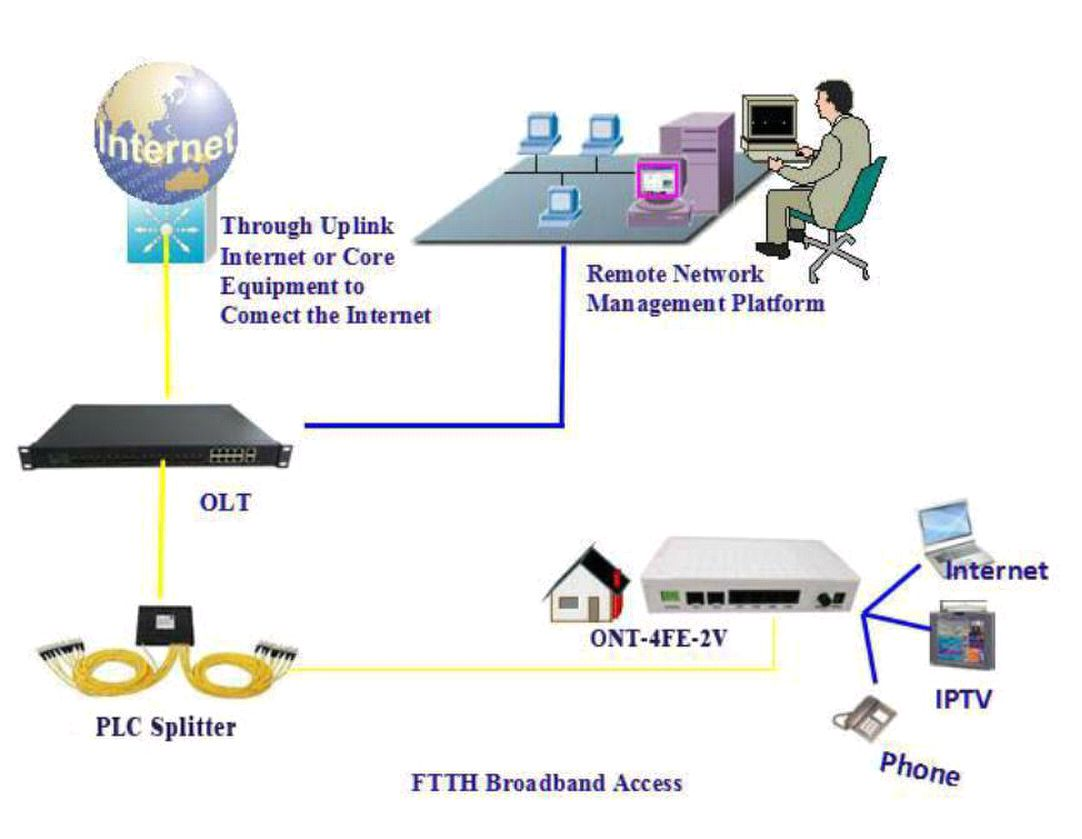 Internet
Through Uplink
Internet or Core
Equipment to
Comect the Internet
Remote Network
Management Platform
OLT
ONT-4FE-2V
Internet
IPTV
Phone
PLC Splitter
FTTH Broadband Access